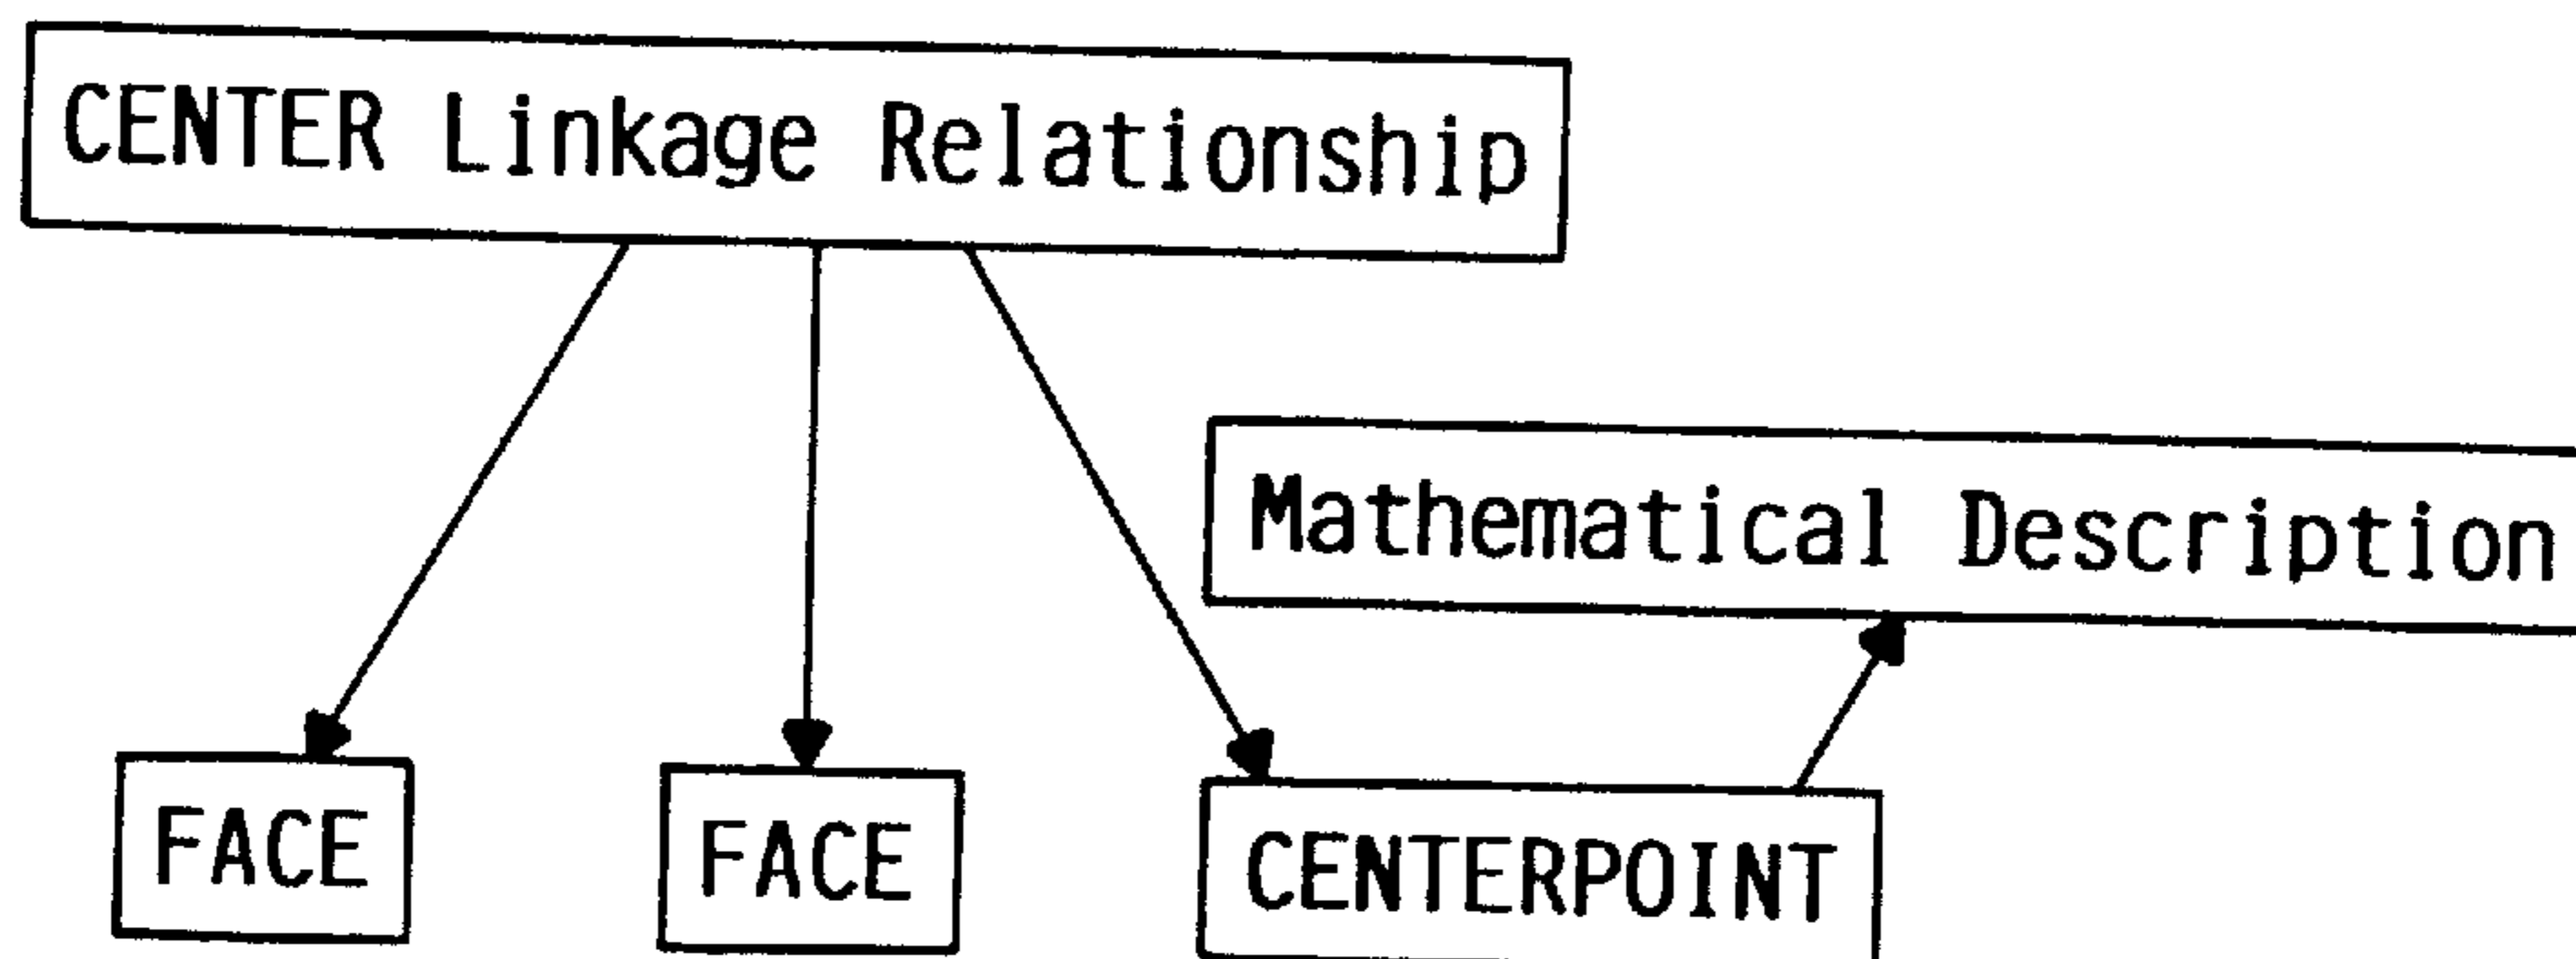 CENTER Linkage Relationship
Mathematical Description
FACE
FACE
CENTERPOINT